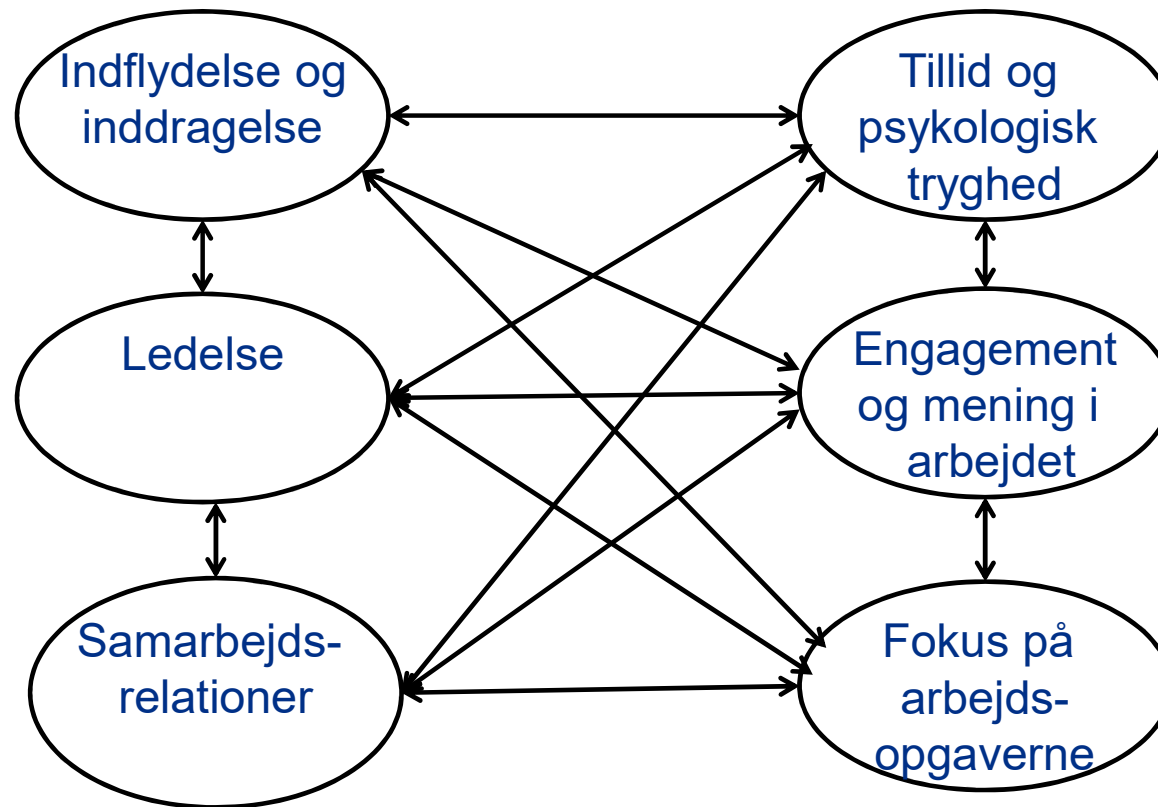 Indflydelse og
inddragelse
Tillid og
psykologisk
tryghed
Ledelse
Engagement
og mening i
arbejdet
Samarbejds-
relationer
Fokus på
arbejds-
opgaverne